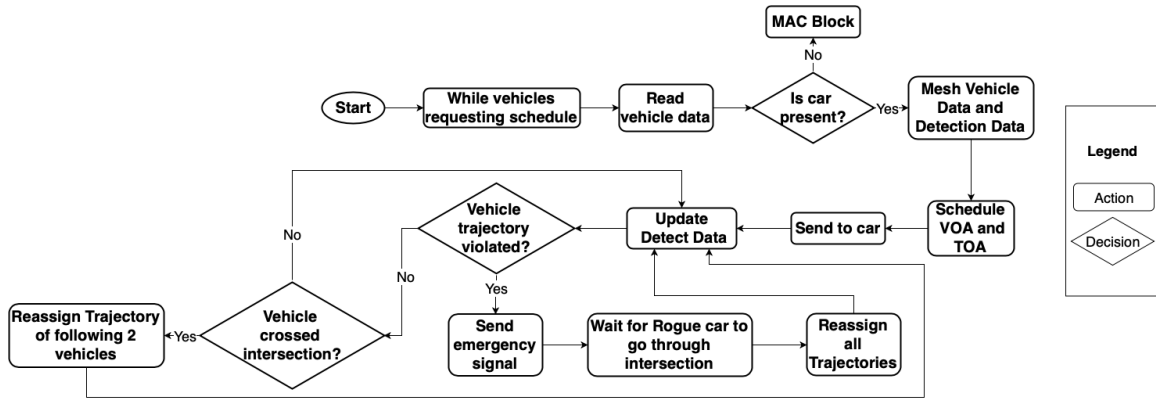 MAC Block
No
Start
While vehicles
requesting schedule
Read
vehicle data
Is car
present?
Yes
Mesh Vehicle
Data and
Detection Data
Legend
Action
Decision
Schedule
VOA and
TOA
Send to car
Update
Detect Data
Vehicle
trajectory
violated?
No
No
Yes
Vehicle
crossed
intersection?
Yes
Reassign Trajectory
of following 2
vehicles
Send
emergency
signal
Wait for Rogue car to
go through
intersection
Reassign
all
Trajectories